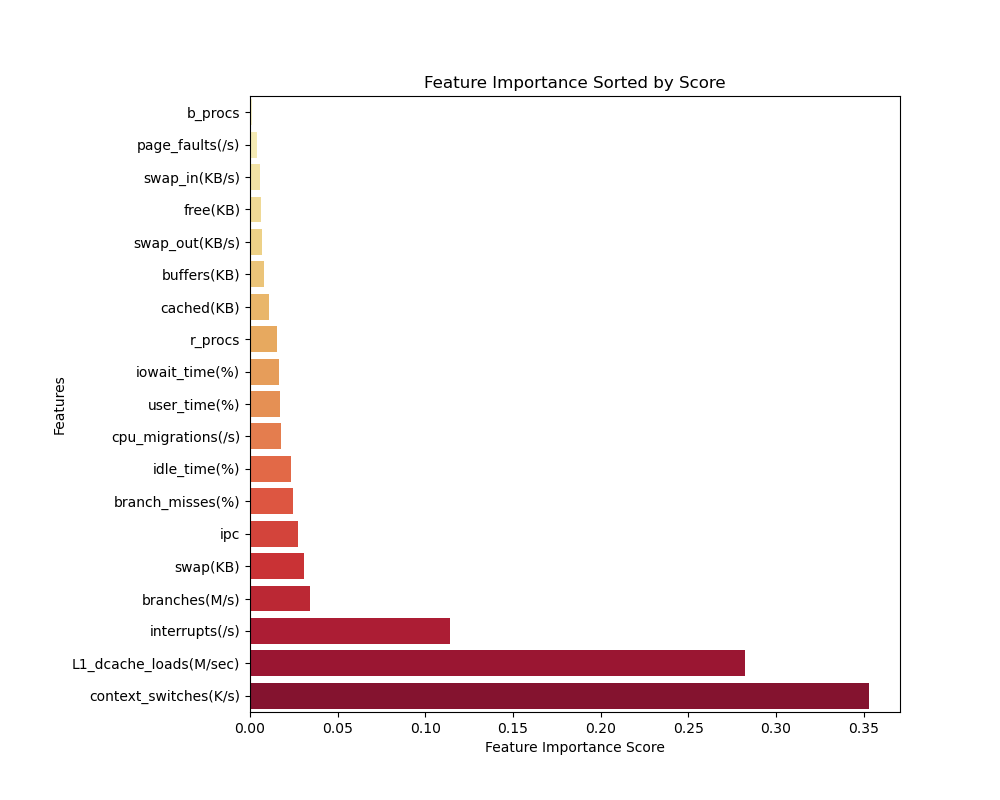 Feature Importance Sorted by Score
b_procs
page_faults(/s)
swap_in(KB/s)
free(KB)
swap_out(KB/s)
buffers(KB)
cached(KB)
r_procs
iowait_time(%)
user_time(%)
cpu_migrations(/s)
idle_time(%)
branch_misses(%)
ipc
swap(KB)
branches(M/s)
interrupts(/s)
L1_dcache_loads(M/sec)
context_switches(K/s)
Features
0.00 0.05 0.10 0.15 0.20 0.25 0.30 0.35
Feature Importance Score